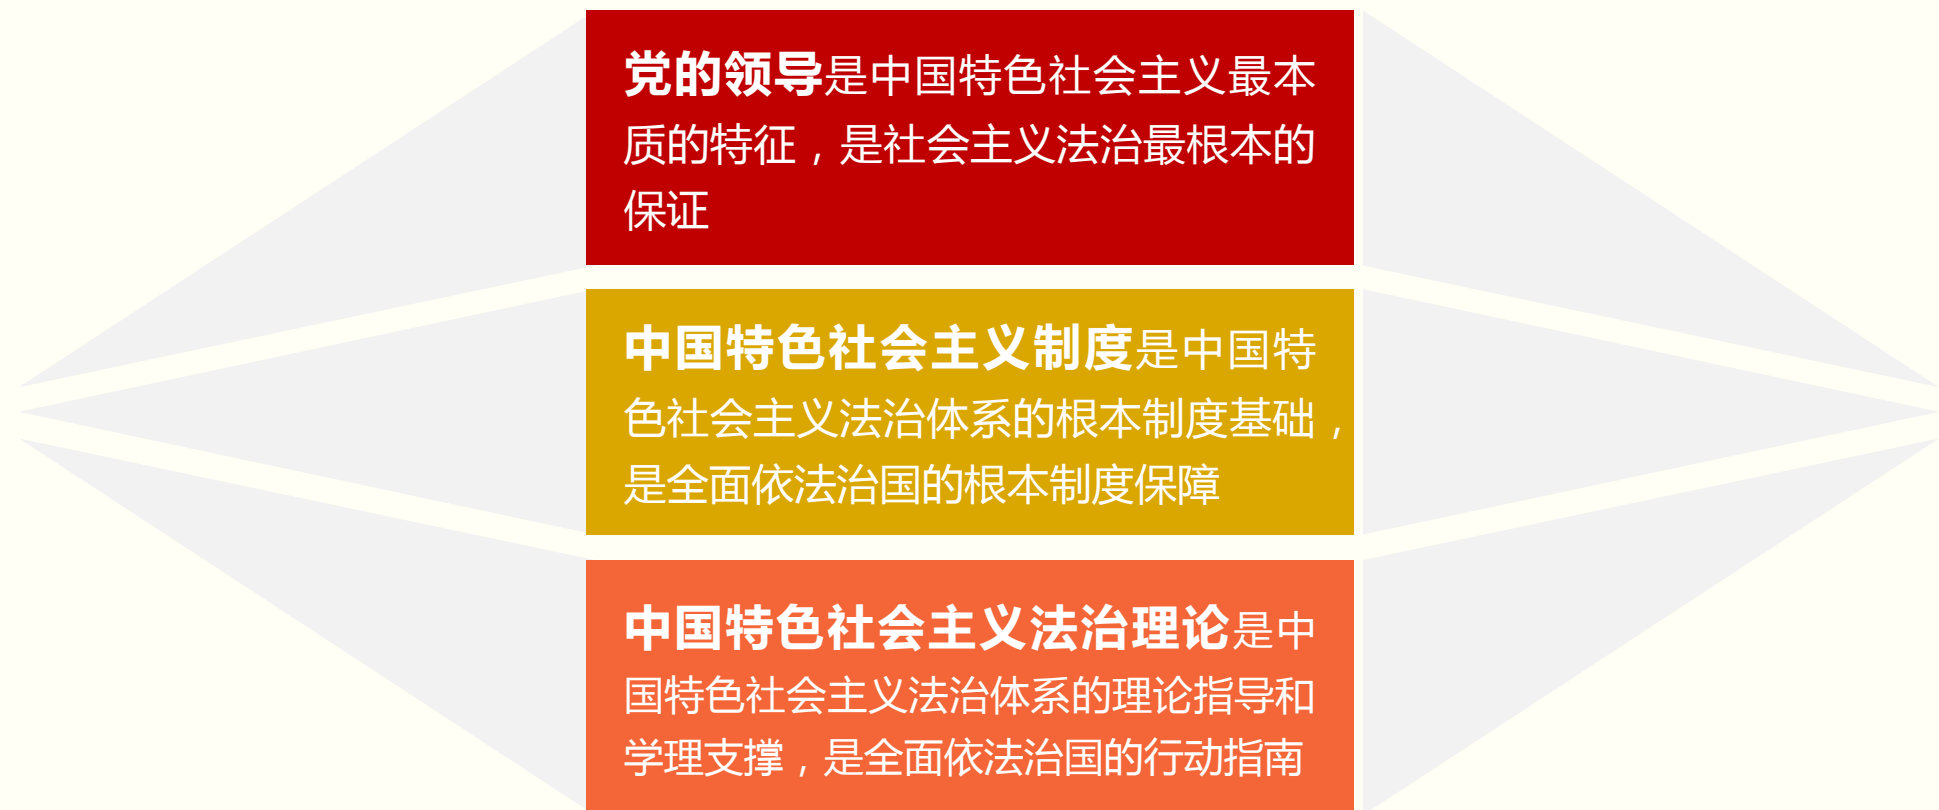 党的领导是中国特色社会主义最本
质的特征，是社会主义法治最根本的
保证
中国特色社会主义制度是中国特
色社会主义法治体系的根本制度基础，
是全面依法治国的根本制度保障
中国特色社会主义法治理论是中
国特色社会主义法治体系的理论指导和
学理支撑，是全面依法治国的行动指南